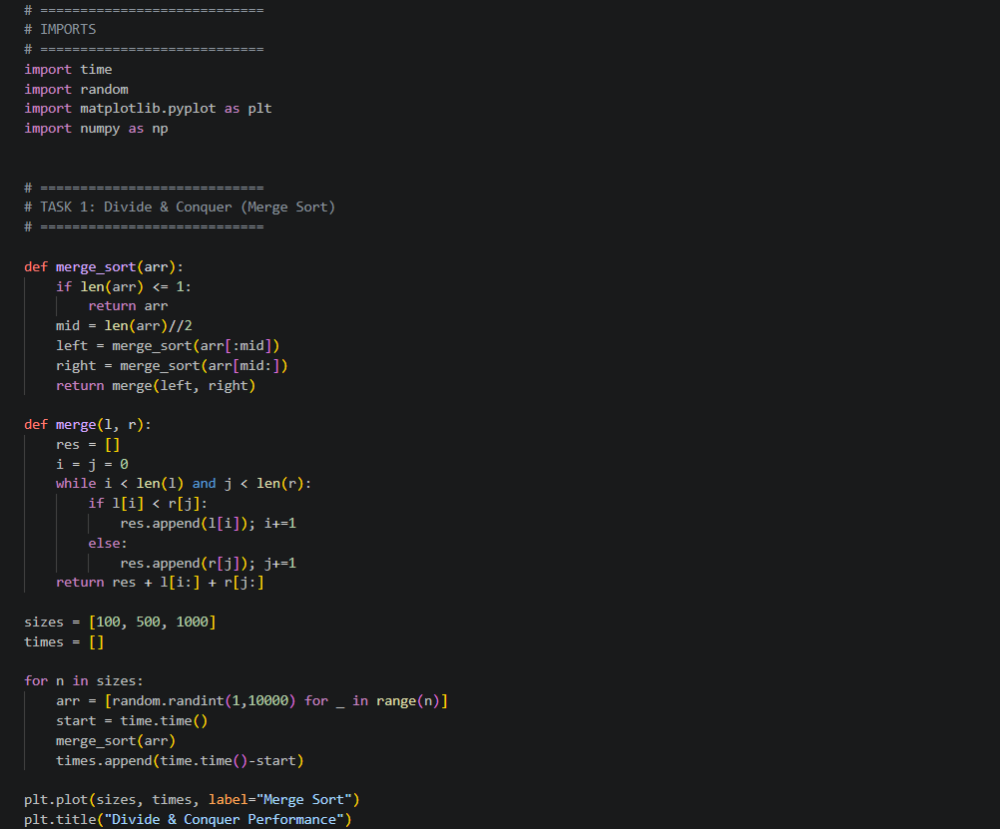 # ============================
# IMPORTS
# ============================
import time
import random
import matplotlib.pyplot as plt
import numpy as np
# ============================
# TASK 1: Divide & Conquer (Merge Sort)
# ============================
def merge_sort(arr):
    if len(arr) <= 1:
        return arr
    mid = len(arr)//2
    left = merge_sort(arr[:mid])
    right = merge_sort(arr[mid:])
    return merge(left, right)
def merge(l, r):
    res = []
    i = j = 0
    while i < len(l) and j < len(r):
        if l[i] < r[j]:
            res.append(l[i]); i+=1
        else:
            res.append(r[j]); j+=1
    return res + l[i:] + r[j:]
sizes = [100, 500, 1000]
times = []
for n in sizes:
    arr = [random.randint(1,10000) for _ in range(n)]
    start = time.time()
    merge_sort(arr)
    times.append(time.time()-start)
plt.plot(sizes, times, label="Merge Sort")
plt.title("Divide & Conquer Performance")